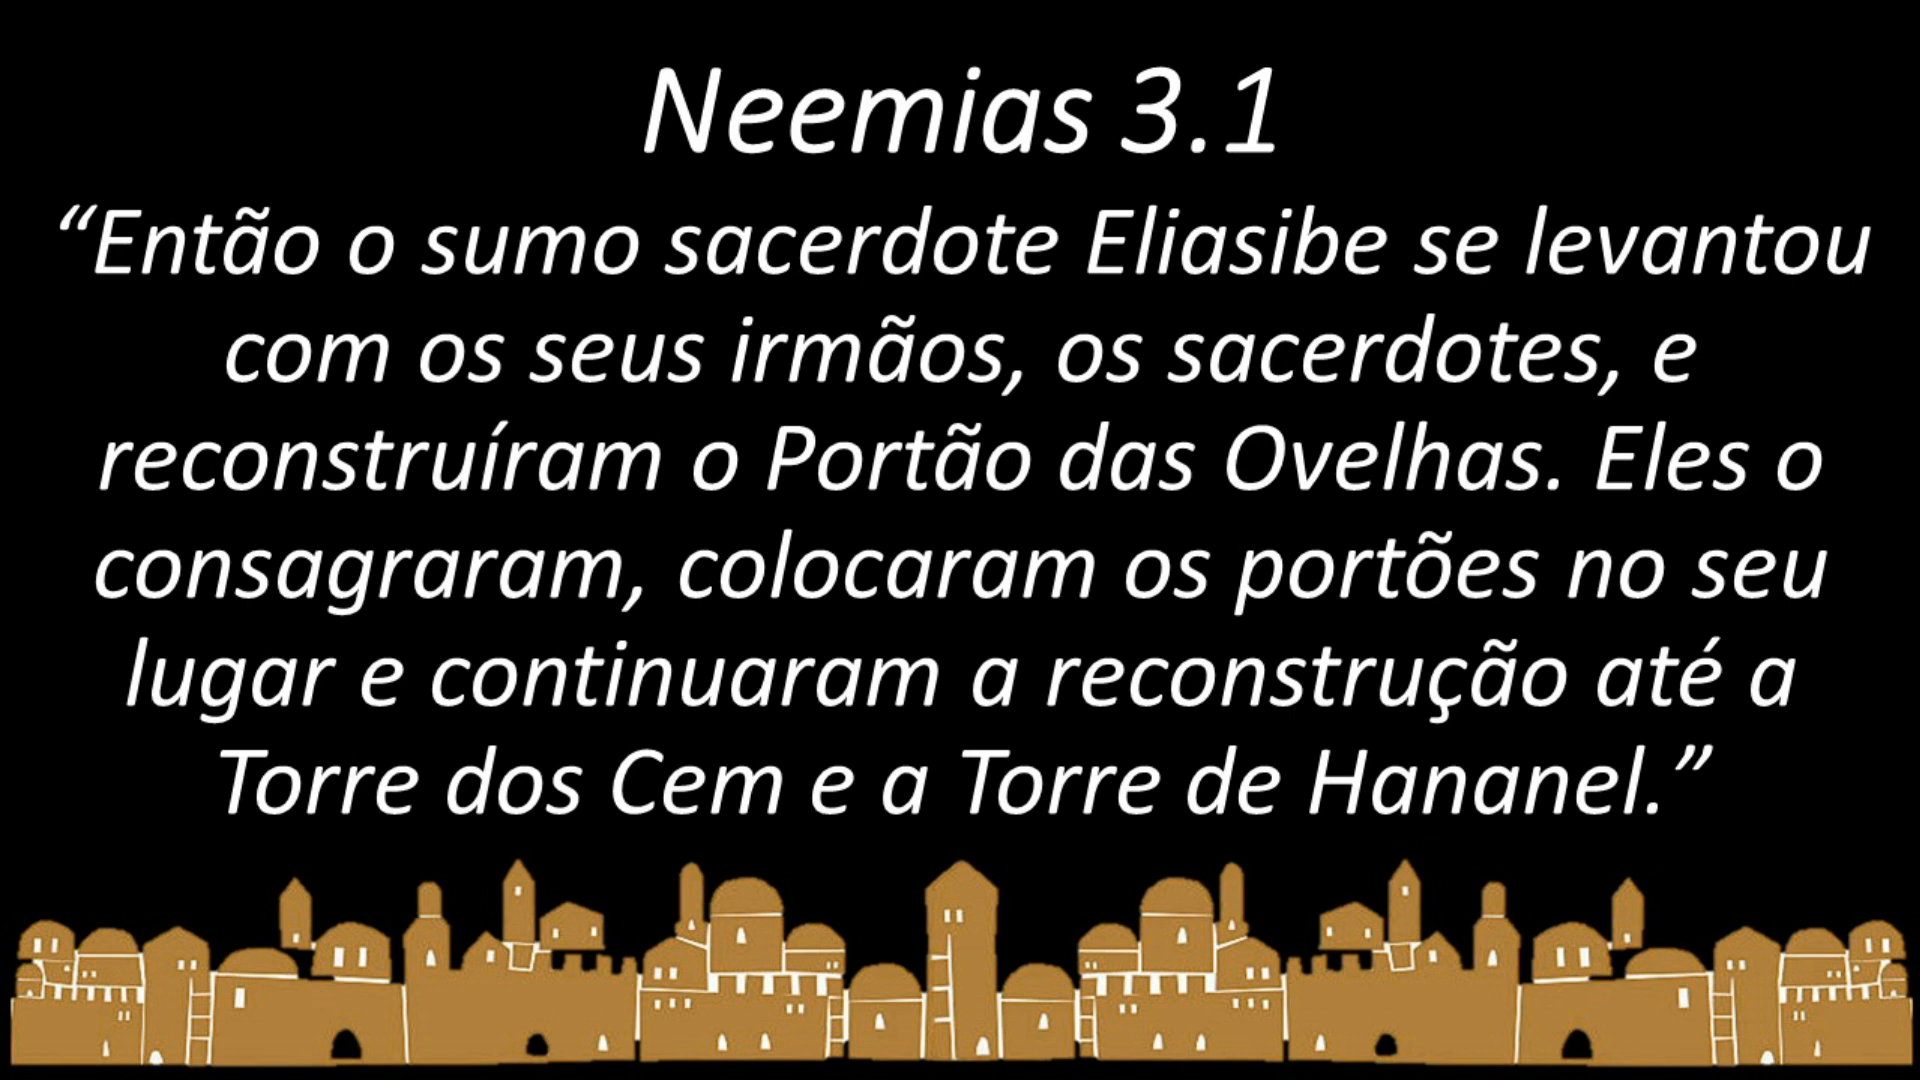 Neemias 3.1
“Então o sumo sacerdote Eliasibe se levantou
com os seus irmãos, os sacerdotes, e
reconstruíram o Portão das Ovelhas. Eles o
consagraram, colocaram os portões no seu
lugar e continuaram a reconstrução até a
Torre dos Cem e a Torre de Hananel.”